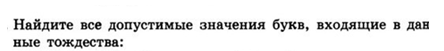 Найдите все допустимые значения букв, входящие в дан
ные тождества: